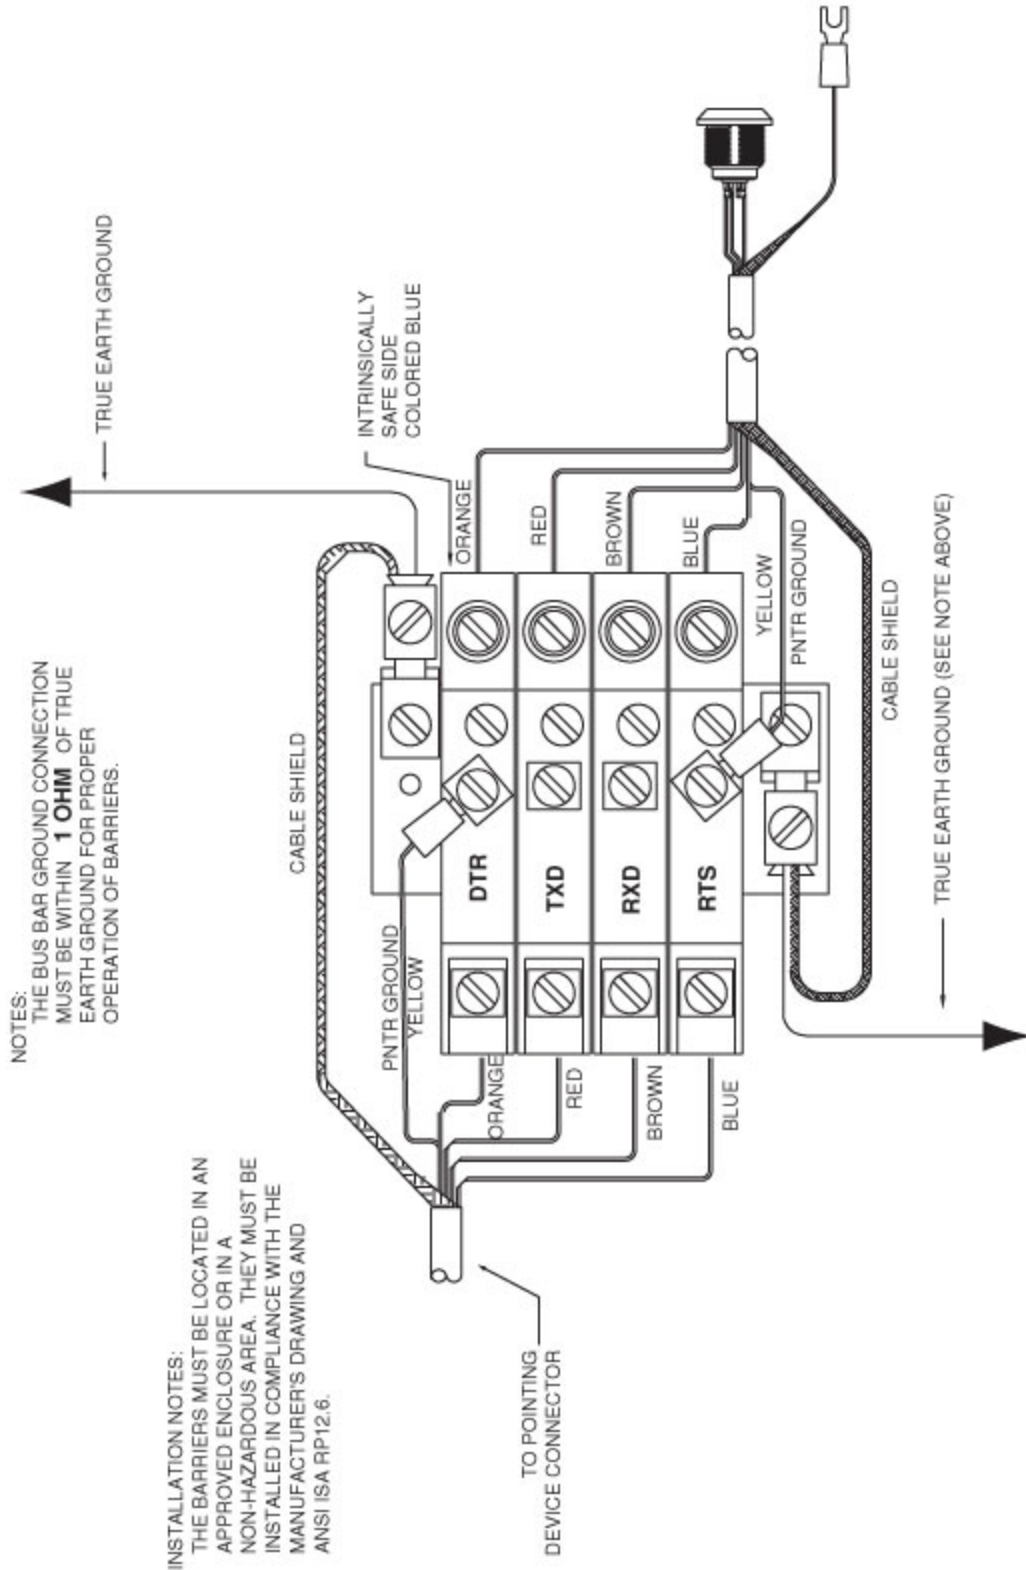 NOTES:
THE BUS BAR GROUND CONNECTION
MUST BE WITHIN 1 OHM OF TRUE
EARTH GROUND FOR PROPER
OPERATION OF BARRIERS.
INSTALLATION NOTES:
THE BARRIERS MUST BE LOCATED IN AN
APPROVED ENCLOSURE OR IN A
NON-HAZARDOUS AREA. THEY MUST BE
INSTALLED IN COMPLIANCE WITH THE
MANUFACTURER'S DRAWING AND
ANSI ISA RP12.6.
TRUE EARTH GROUND
CABLE SHIELD
INTRINSICALLY
SAFE SIDE
COLORED BLUE
PNTR GROUND
YELLOW
ORANGE
RED
BROWN
BLUE
DTR
TXD
RXD
RTS
ORANGE
RED
BROWN
BLUE
YELLOW
PNTR GROUND
CABLE SHIELD
TO POINTING
DEVICE CONNECTOR
TRUE EARTH GROUND (SEE NOTE ABOVE)